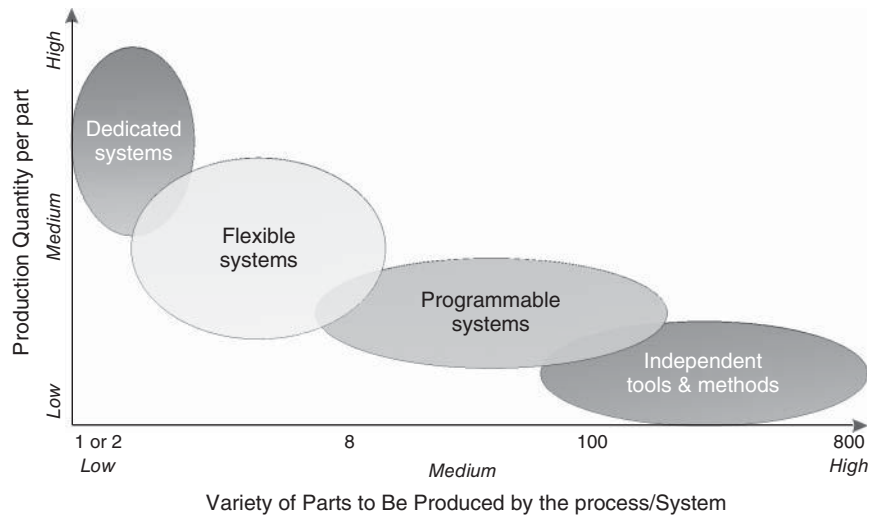 Production Quantity per part
High
Medium
Low
Dedicated
systems
Flexible
systems
Programmable
systems
Independent
tools & methods
1 or 2
8
100
800
Low
Medium
High
Variety of Parts to Be Produced by the process/System